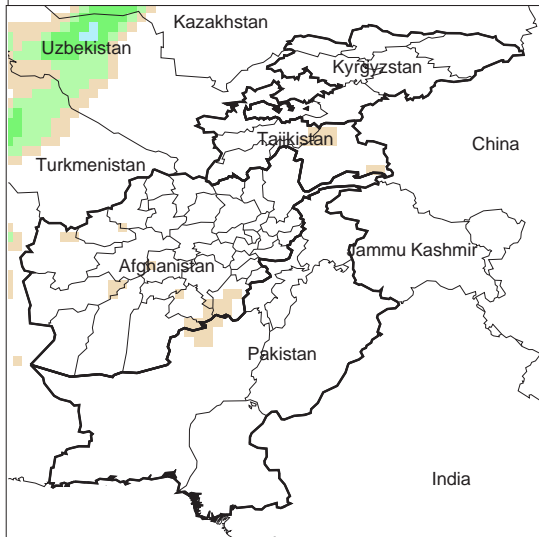 Kazakhstan
Uzbekistan
Kyrgyzstan
Tajikistan
China
Turkmenistan
Jammu Kashmir
Afghanistan
Pakistan
India